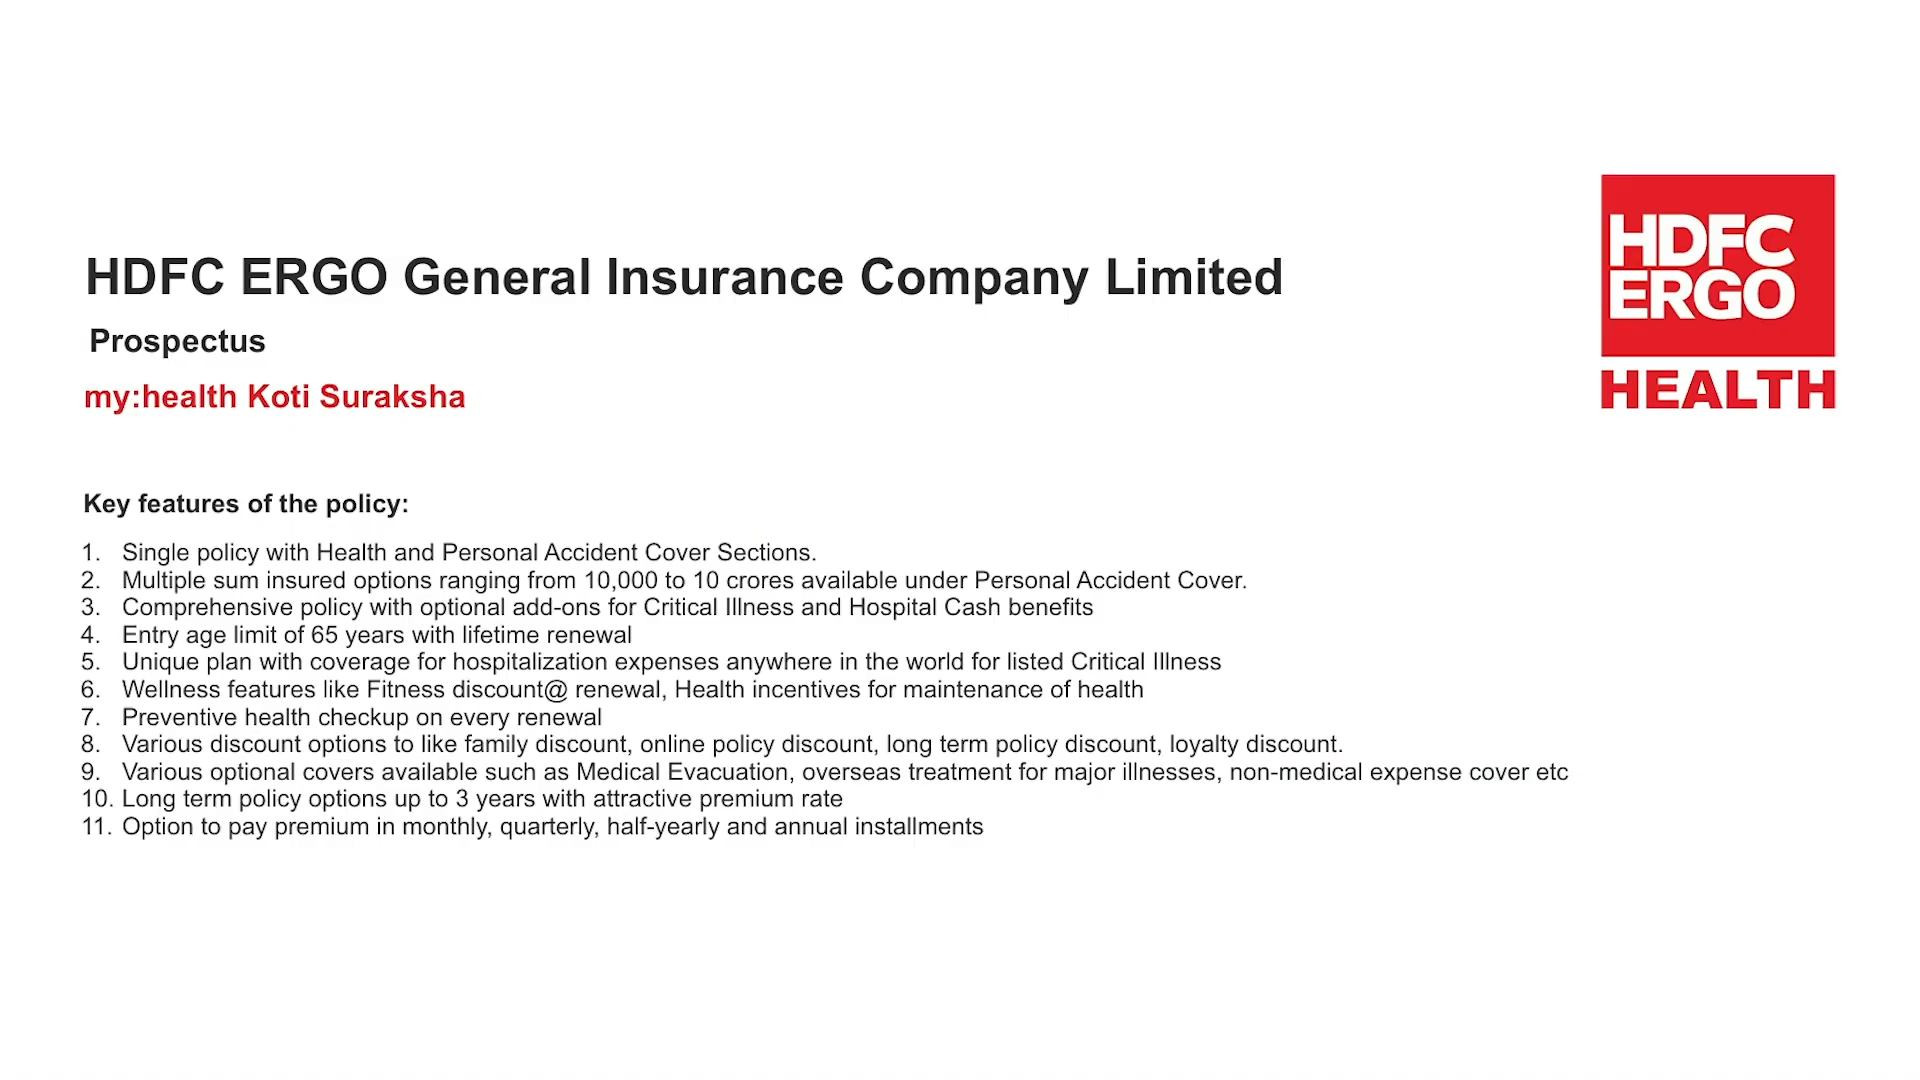 HDFC ERGO General Insurance Company Limited
Prospectus
my:health Koti Suraksha
HDFC
ERGO
HEALTH
Key features of the policy:
1. Single policy with Health and Personal Accident Cover Sections.
2. Multiple sum insured options ranging from 10,000 to 10 crores available under Personal Accident Cover.
3. Comprehensive policy with optional add-ons for Critical Illness and Hospital Cash benefits
4. Entry age limit of 65 years with lifetime renewal
5. Unique plan with coverage for hospitalization expenses anywhere in the world for listed Critical Illness
6. Wellness features like Fitness discount@ renewal, Health incentives for maintenance of health
7. Preventive health checkup on every renewal
8. Various discount options to like family discount, online policy discount, long term policy discount, loyalty discount.
9. Various optional covers available such as Medical Evacuation, overseas treatment for major illnesses, non-medical expense cover etc
10. Long term policy options up to 3 years with attractive premium rate
11. Option to pay premium in monthly, quarterly, half-yearly and annual installments